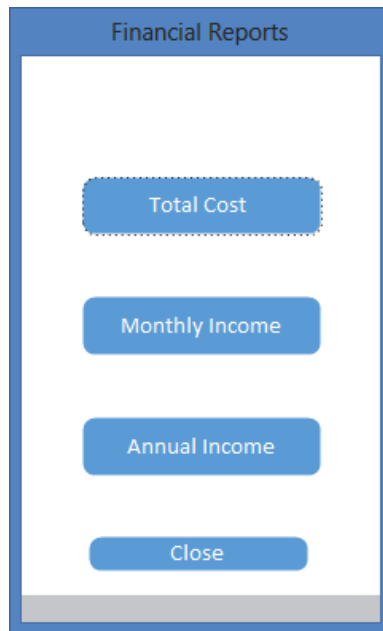 Financial Reports
Total Cost
Monthly Income
Annual Income
Close